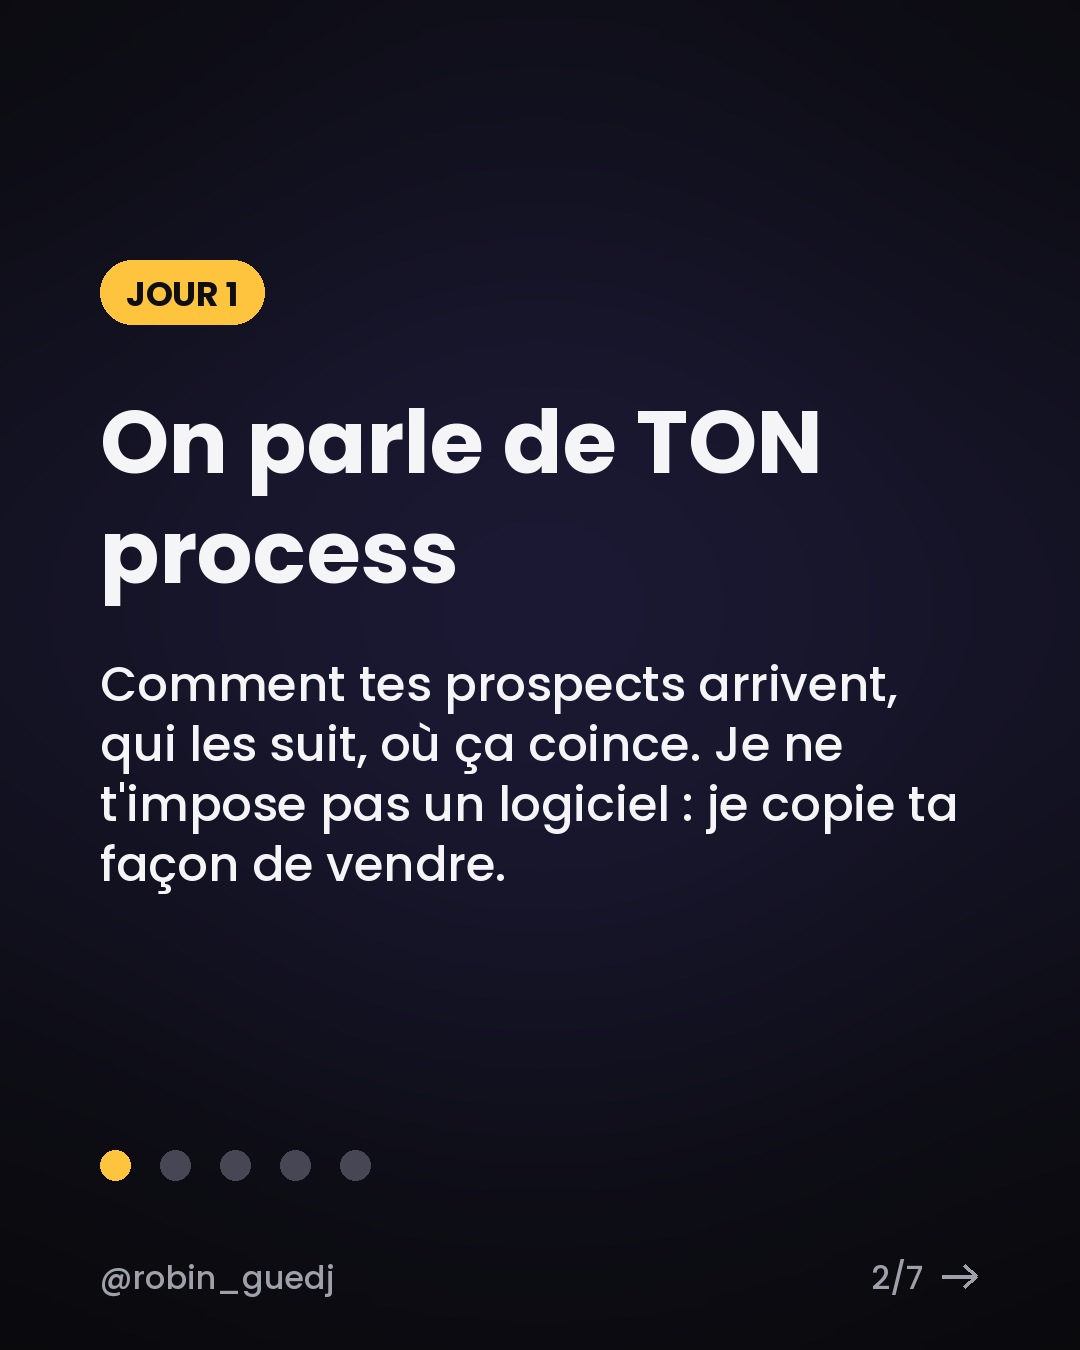 JOUR 1
On parle de TON
process
Comment tes prospects arrivent,
qui les suit, où ça coince. Je ne
t'impose pas un logiciel : je copie ta
façon de vendre.
@robin_guedj
2/7 →